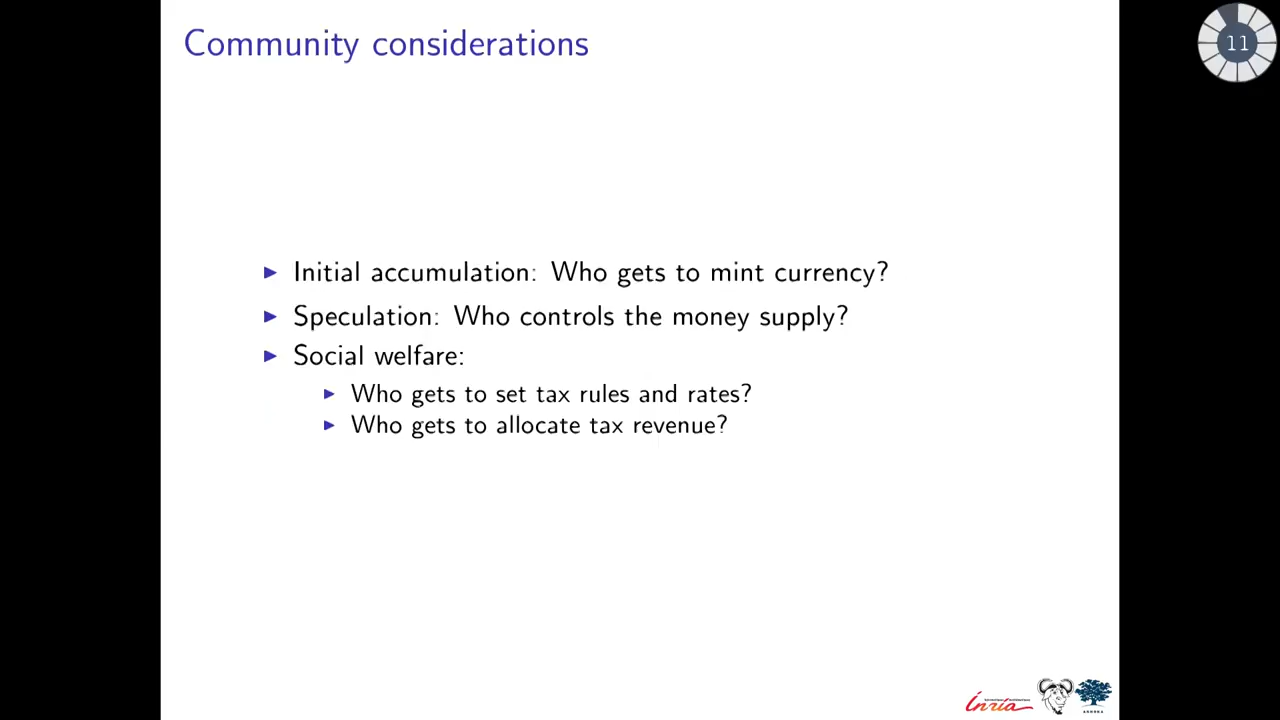 Community considerations
11
▶ Initial accumulation: Who gets to mint currency?
▶ Speculation: Who controls the money supply?
▶ Social welfare:
▶ Who gets to set tax rules and rates?
▶ Who gets to allocate tax revenue?
Inria
ASHOKA